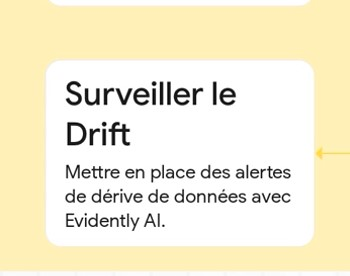 Surveiller le
Drift
Mettre en place des alertes
de dérive de données avec
Evidently AI.